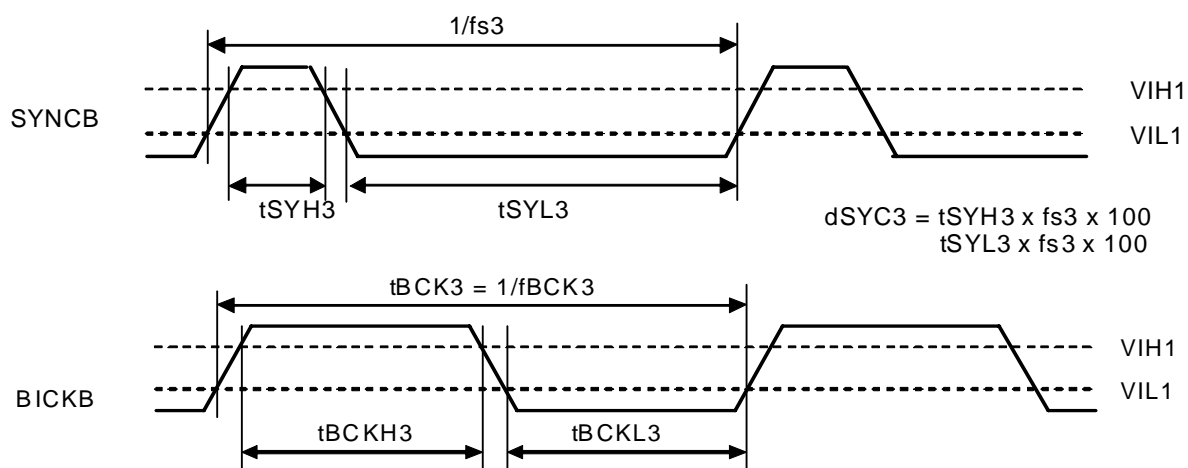 1/fs3
VIH1
SYNCB
VIL1
tSYH3
tSYL3
dSYC3 = tSYH3 x fs3 x 100
tSYL3 x fs3 x 100
tBCK3 = 1/fBCK3
VIH1
BICKB
VIL1
tBCKH3
tBCKL3